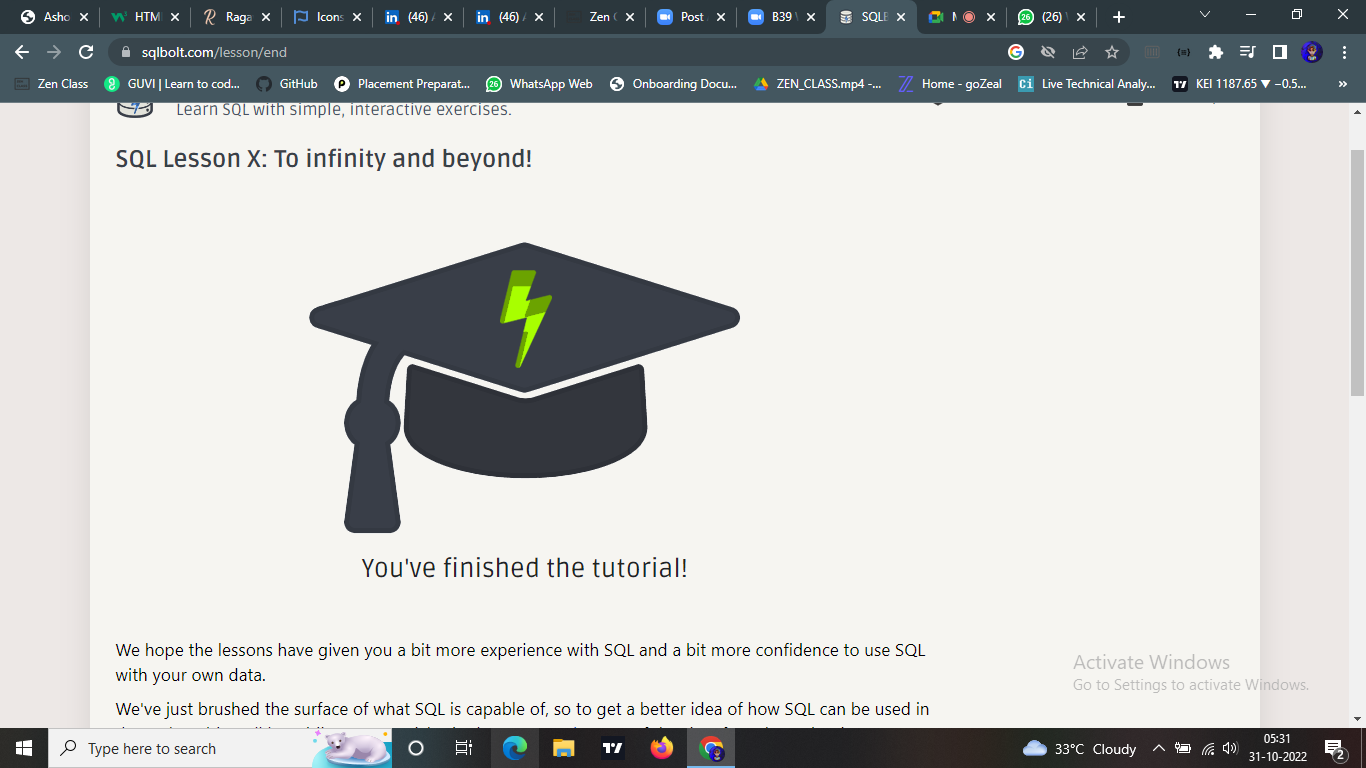 Asho
HTM
Raga
Icons
(46)
(46)
Zen
Post
B39
SQL
(26)
sqlbolt.com/lesson/end
Zen Class
GUVI | Learn to cod...
GitHub
Placement Preparat...
WhatsApp Web
Onboarding Docu...
ZEN_CLASS.mp4 -...
Home - goZeal
Live Technical Analy...
KEI 1187.65 ▼ −0.5...
»
Learn SQL with simple, interactive exercises.
SQL Lesson X: To infinity and beyond!
You've finished the tutorial!
We hope the lessons have given you a bit more experience with SQL and a bit more confidence to use SQL
with your own data.
We've just brushed the surface of what SQL is capable of, so to get a better idea of how SQL can be used in
Activate Windows
Go to Settings to activate Windows.
Type here to search
33°C Cloudy
05:31
31-10-2022
2